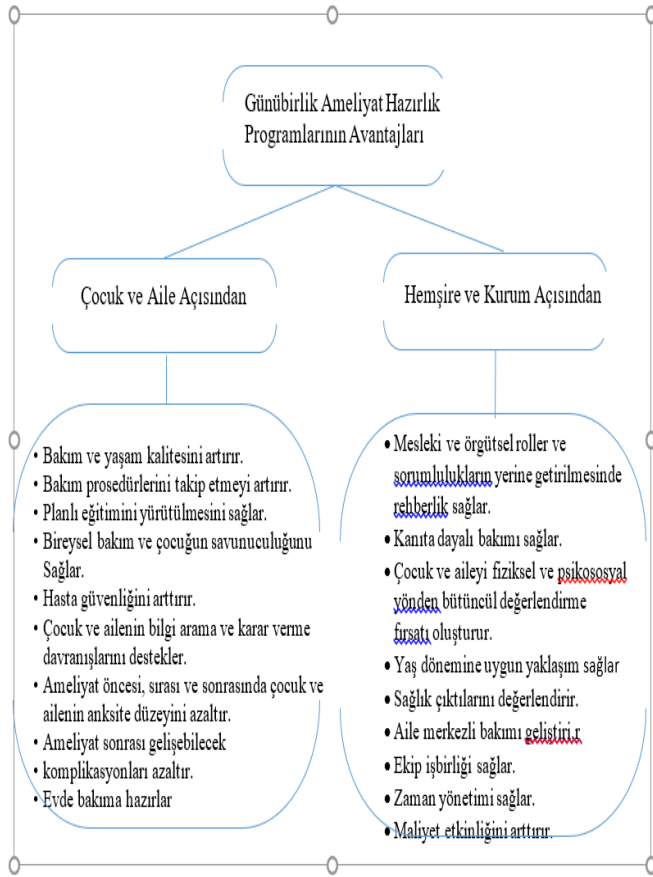 Günübirlik Ameliyat Hazırlık
Programlarının Avantajları
Çocuk ve Aile Açısından
Hemşire ve Kurum Açısından
• Bakım ve yaşam kalitesini artırır.
• Bakım prosedürlerini takip etmeyi artırır.
• Planlı eğitimini yürütülmesini sağlar.
• Bireysel bakım ve çocuğun savunuculuğunu
Sağlar.
• Hasta güvenliğini arttırır.
• Çocuk ve ailenin bilgi arama ve karar verme
davranışlarını destekler.
• Ameliyat öncesi, sırası ve sonrasında çocuk ve
ailenin anksite düzeyini azaltır.
• Ameliyat sonrası gelişebilecek
• komplikasyonları azaltır.
• Evde bakıma hazırlar
• Mesleki ve örgütsel roller ve
sorumlulukların yerine getirilmesinde
rehberlik sağlar.
• Kanıta dayalı bakımı sağlar.
• Çocuk ve aileyi fiziksel ve psikososyal
yönden bütüncül değerlendirme
fırsatı oluşturur.
• Yaş dönemine uygun yaklaşım sağlar
• Sağlık çıktılarını değerlendirir.
• Aile merkezli bakımı geliştiri.r
• Ekip işbirliği sağlar.
• Zaman yönetimi sağlar.
• Maliyet etkinliğini arttırır.